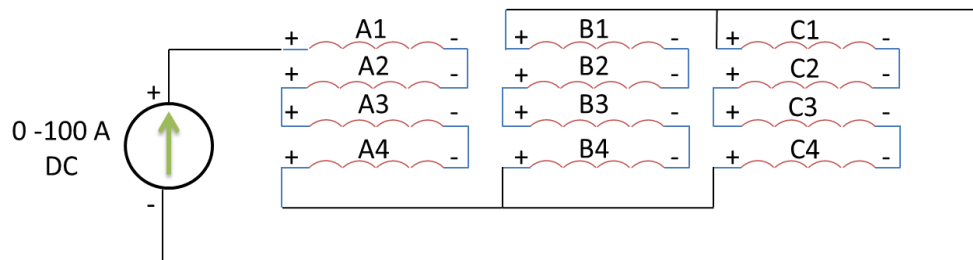 + A1 - + B1 - + C1 -
+ A2 - + B2 - + C2 -
+
0 -100 A
DC
+ A3 - + B3 - + C3 -
+ A4 - + B4 - + C4 -
-